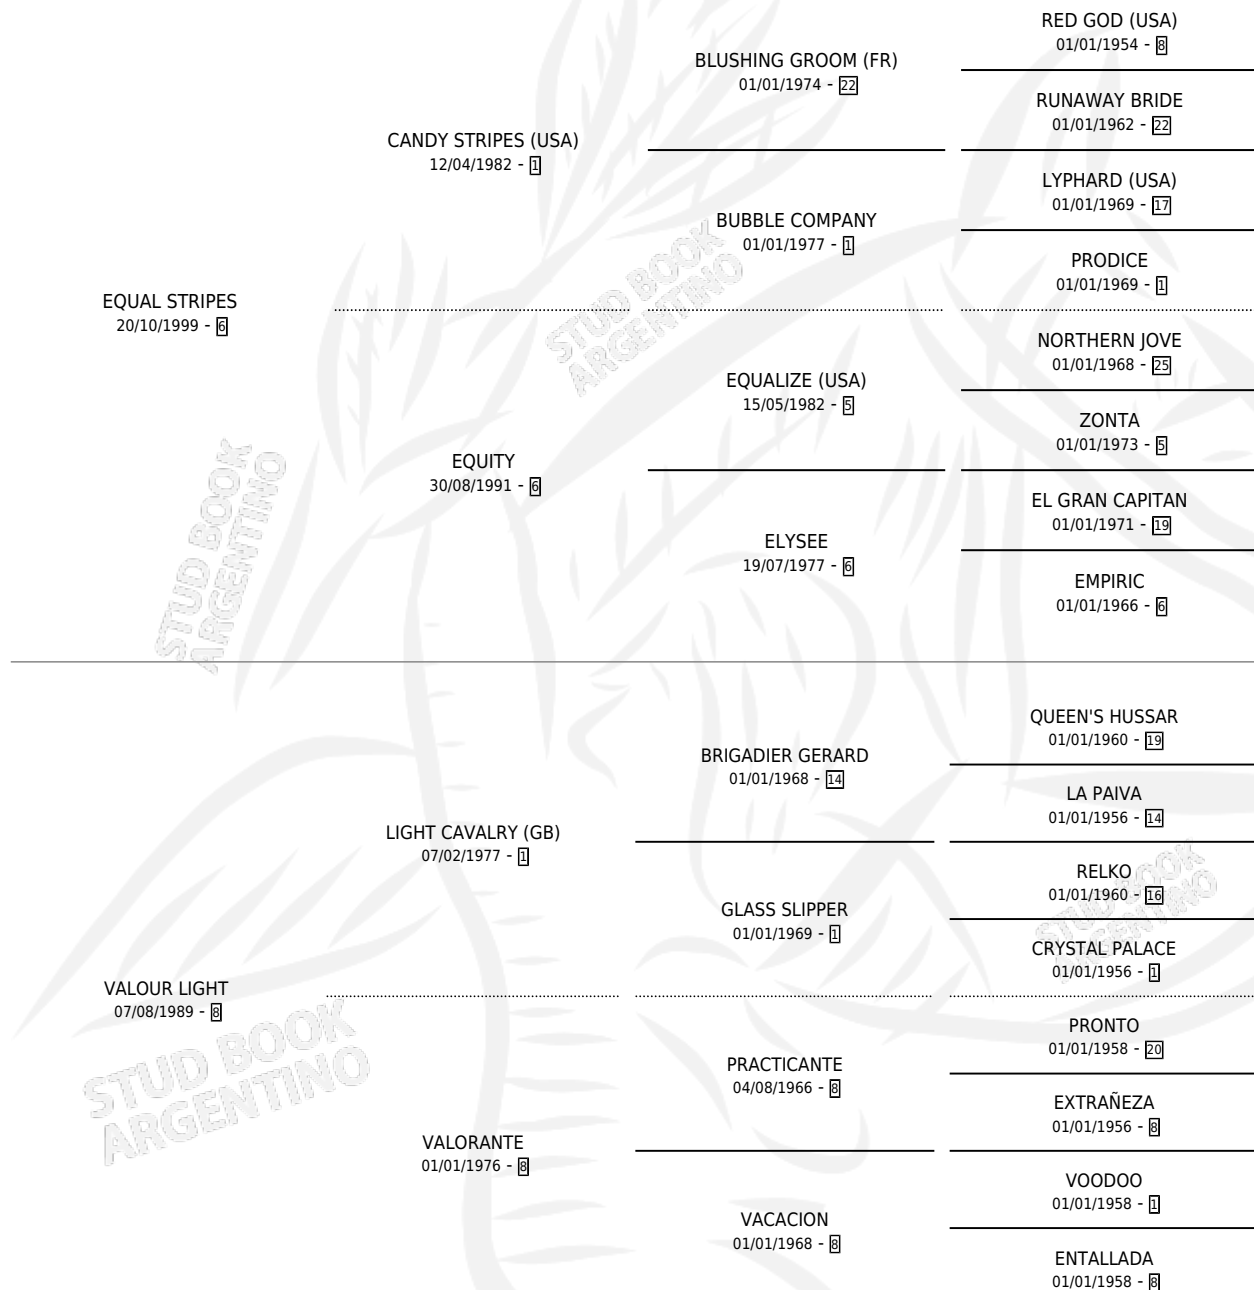 RED GOD (USA)
01/01/1954 - 8
BLUSHING GROOM (FR)
01/01/1974 - 22
RUNAWAY BRIDE
01/01/1962 - 22
CANDY STRIPES (USA)
12/04/1982 - 1
LYPHARD (USA)
01/01/1969 - 17
BUBBLE COMPANY
01/01/1977 - 1
PRODICE
01/01/1969 - 1
EQUAL STRIPES
20/10/1999 - 6
NORTHERN JOVE
01/01/1968 - 25
EQUALIZE (USA)
15/05/1982 - 5
ZONTA
01/01/1973 - 5
EQUITY
30/08/1991 - 6
EL GRAN CAPITAN
01/01/1971 - 19
ELYSEE
19/07/1977 - 6
EMPIRIC
01/01/1966 - 6
STUD BOOK
ARGENTINO
STUD BOOK
ARGENTINO
QUEEN'S HUSSAR
01/01/1960 - 19
BRIGADIER GERARD
01/01/1968 - 14
LA PAIVA
01/01/1956 - 14
LIGHT CAVALRY (GB)
07/02/1977 - 1
RELKO
01/01/1960 - 16
GLASS SLIPPER
01/01/1969 - 1
CRYSTAL PALACE
01/01/1956 - 1
VALOUR LIGHT
07/08/1989 - 8
PRONTO
01/01/1958 - 20
PRACTICANTE
04/08/1966 - 8
EXTRAÑEZA
01/01/1956 - 8
VALORANTE
01/01/1976 - 8
VOODOO
01/01/1958 - 1
VACACION
01/01/1968 - 8
ENTALLADA
01/01/1958 - 8
STUD BOOK
ARGENTINO
STUD BOOK
ARGENTINO